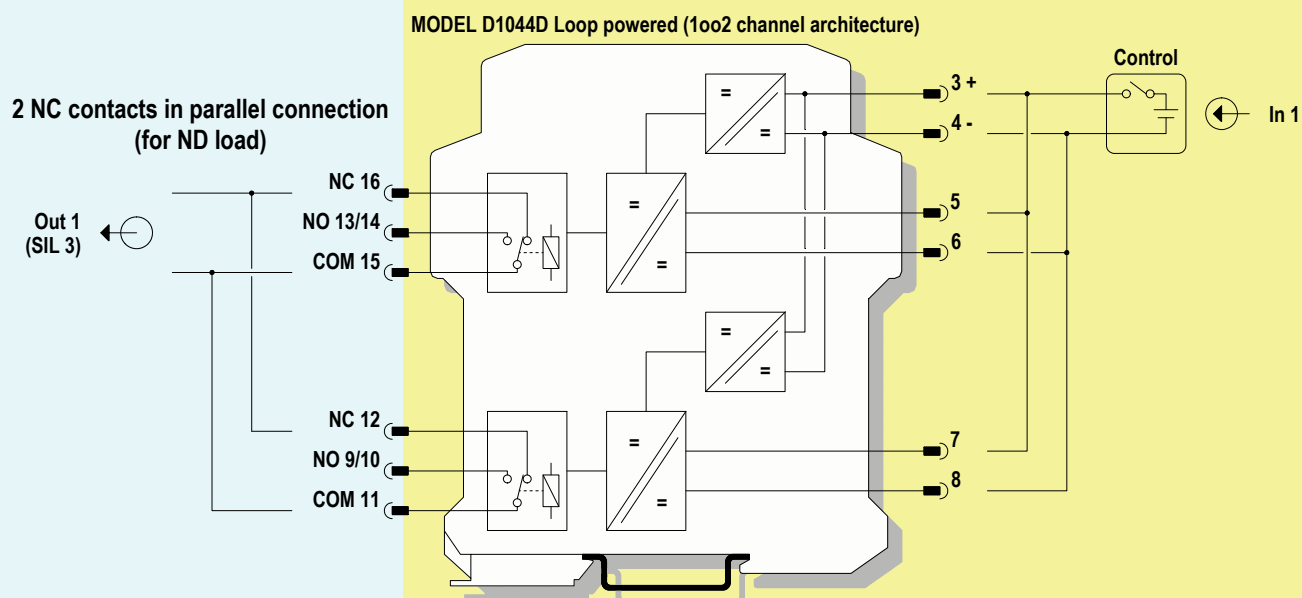 MODEL D1044D Loop powered (1oo2 channel architecture)
2 NC contacts in parallel connection
(for ND load)
Out 1
(SIL 3)
NC 16
NO 13/14
COM 15
NC 12
NO 9/10
COM 11
=
=
=
=
=
=
=
=
3 +
4 -
5
6
7
8
Control
In 1